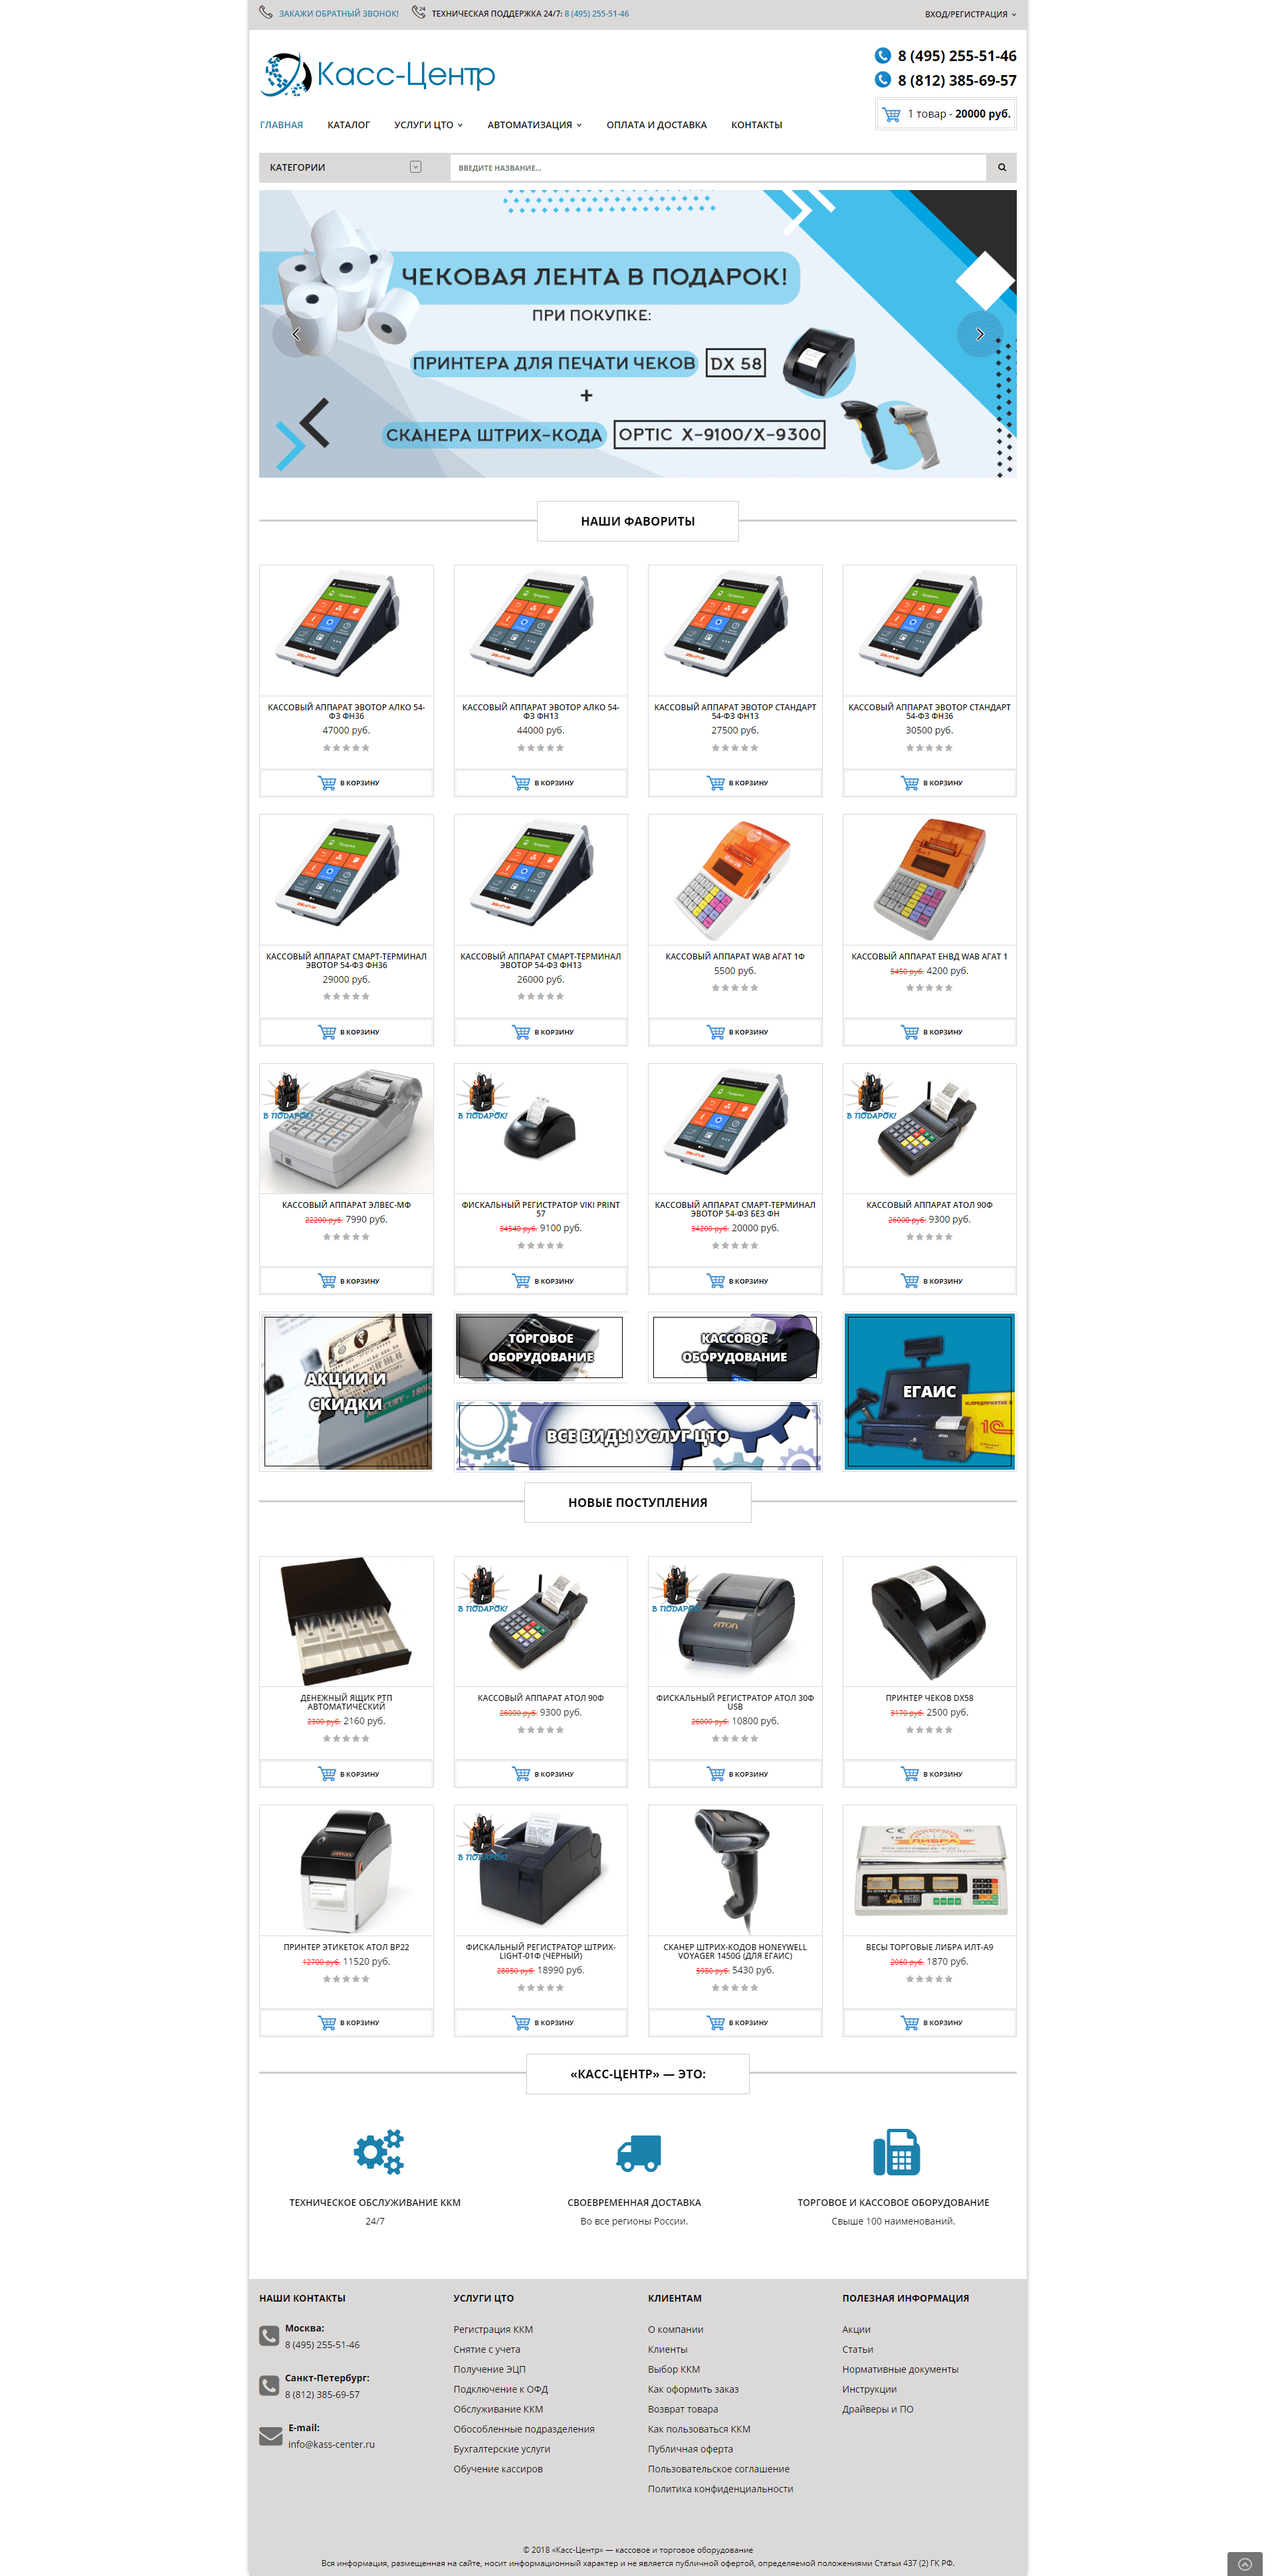 ЗАКАЖИ ОБРАТНЫЙ ЗВОНОК!
ТЕХНИЧЕСКАЯ ПОДДЕРЖКА 24/7: 8 (495) 255-51-46
ВХОД/РЕГИСТРАЦИЯ
Касс-Центр
8 (495) 255-51-46
8 (812) 385-69-57
1 товар - 20000 руб.
ГЛАВНАЯ
КАТАЛОГ
УСЛУГИ ЦТО
АВТОМАТИЗАЦИЯ
ОПЛАТА И ДОСТАВКА
КОНТАКТЫ
КАТЕГОРИИ
ВВЕДИТЕ НАЗВАНИЕ...
ЧЕКОВАЯ ЛЕНТА В ПОДАРОК!
ПРИ ПОКУПКЕ:
ПРИНТЕРА ДЛЯ ПЕЧАТИ ЧЕКОВ DX 58
+
СКАНЕРА ШТРИХ-КОДА OPTIC X-9100/X-9300
НАШИ ФАВОРИТЫ
КАССОВЫЙ АППАРАТ ЭВОТОР АЛКО 54-
ФЗ ФН36
47000 руб.
В КОРЗИНУ
КАССОВЫЙ АППАРАТ ЭВОТОР АЛКО 54-
ФЗ ФН13
44000 руб.
В КОРЗИНУ
КАССОВЫЙ АППАРАТ ЭВОТОР СТАНДАРТ
54-ФЗ ФН13
27500 руб.
В КОРЗИНУ
КАССОВЫЙ АППАРАТ ЭВОТОР СТАНДАРТ
54-ФЗ ФН36
30500 руб.
В КОРЗИНУ
КАССОВЫЙ АППАРАТ СМАРТ-ТЕРМИНАЛ
ЭВОТОР 54-ФЗ ФН36
29000 руб.
В КОРЗИНУ
КАССОВЫЙ АППАРАТ СМАРТ-ТЕРМИНАЛ
ЭВОТОР 54-ФЗ ФН13
26000 руб.
В КОРЗИНУ
КАССОВЫЙ АППАРАТ WAB АГАТ 1Ф
5500 руб.
В КОРЗИНУ
КАССОВЫЙ АППАРАТ ЕНВД WAB АГАТ 1
5450 руб. 4200 руб.
В КОРЗИНУ
В ПОДАРОК!
КАССОВЫЙ АППАРАТ ЭЛВЕС-МФ
22200 руб. 7990 руб.
В КОРЗИНУ
В ПОДАРОК!
ФИСКАЛЬНЫЙ РЕГИСТРАТОР VIKI PRINT
57
34540 руб. 9100 руб.
В КОРЗИНУ
КАССОВЫЙ АППАРАТ СМАРТ-ТЕРМИНАЛ
ЭВОТОР 54-ФЗ БЕЗ ФН
34200 руб. 20000 руб.
В КОРЗИНУ
В ПОДАРОК!
КАССОВЫЙ АППАРАТ АТОЛ 90Ф
26000 руб. 9300 руб.
В КОРЗИНУ
АКЦИИ И
СКИДКИ
ТОРГОВОЕ
ОБОРУДОВАНИЕ
КАССОВОЕ
ОБОРУДОВАНИЕ
ВСЕ ВИДЫ УСЛУГ ЦТО
ЕГАИС
НОВЫЕ ПОСТУПЛЕНИЯ
ДЕНЕЖНЫЙ ЯЩИК РТП
АВТОМАТИЧЕСКИЙ
2300 руб. 2160 руб.
В КОРЗИНУ
В ПОДАРОК!
КАССОВЫЙ АППАРАТ АТОЛ 90Ф
26000 руб. 9300 руб.
В КОРЗИНУ
В ПОДАРОК!
ФИСКАЛЬНЫЙ РЕГИСТРАТОР АТОЛ 30Ф
USB
26000 руб. 10800 руб.
В КОРЗИНУ
ПРИНТЕР ЧЕКОВ DX58
3170 руб. 2500 руб.
В КОРЗИНУ
ПРИНТЕР ЭТИКЕТОК АТОЛ BP22
12700 руб. 11520 руб.
В КОРЗИНУ
В ПОДАРОК!
ФИСКАЛЬНЫЙ РЕГИСТРАТОР ШТРИХ-
LIGHT-01Ф (ЧЕРНЫЙ)
28050 руб. 18990 руб.
В КОРЗИНУ
СКАНЕР ШТРИХ-КОДОВ HONEYWELL
VOYAGER 1450G (ДЛЯ ЕГАИС)
5980 руб. 5430 руб.
В КОРЗИНУ
ЛИБРА
ВЕСЫ ТОРГОВЫЕ ЛИБРА ИЛТ-А9
2060 руб. 1870 руб.
В КОРЗИНУ
«КАСС-ЦЕНТР» — ЭТО:
ТЕХНИЧЕСКОЕ ОБСЛУЖИВАНИЕ ККМ
24/7
СВОЕВРЕМЕННАЯ ДОСТАВКА
Во все регионы России.
ТОРГОВОЕ И КАССОВОЕ ОБОРУДОВАНИЕ
Свыше 100 наименований.
НАШИ КОНТАКТЫ
Москва:
8 (495) 255-51-46
Санкт-Петербург:
8 (812) 385-69-57
E-mail:
info@kass-center.ru
УСЛУГИ ЦТО
Регистрация ККМ
Снятие с учета
Получение ЭЦП
Подключение к ОФД
Обслуживание ККМ
Обособленные подразделения
Бухгалтерские услуги
Обучение кассиров
КЛИЕНТАМ
О компании
Клиенты
Выбор ККМ
Как оформить заказ
Возврат товара
Как пользоваться ККМ
Публичная оферта
Пользовательское соглашение
Политика конфиденциальности
ПОЛЕЗНАЯ ИНФОРМАЦИЯ
Акции
Статьи
Нормативные документы
Инструкции
Драйверы и ПО
© 2018 «Касс-Центр» — кассовое и торговое оборудование
Вся информация, размещенная на сайте, носит информационный характер и не является публичной офертой, определяемой положениями Статьи 437 (2) ГК РФ.